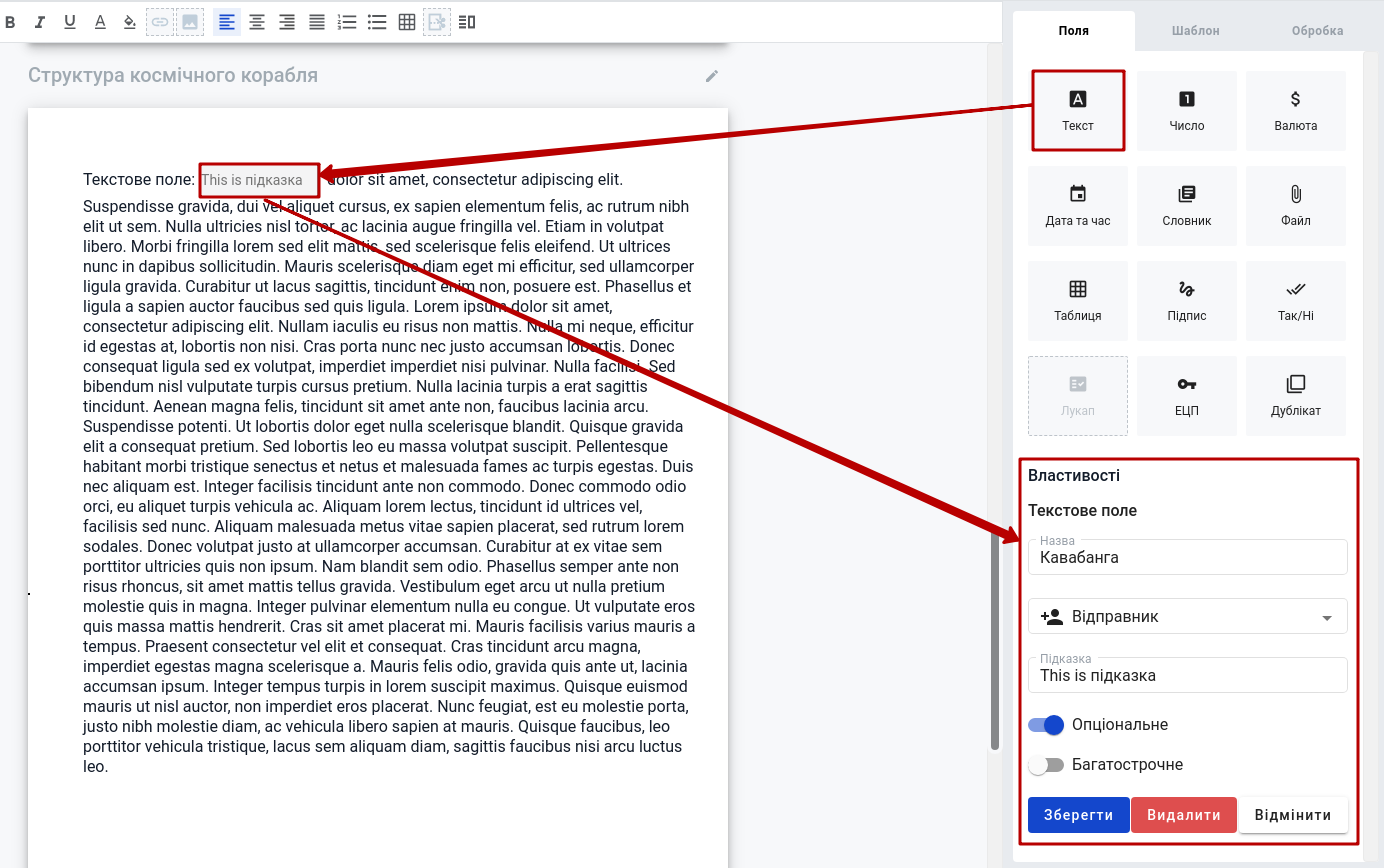 Поля
Шаблон
Обробка
Структура космічного корабля
Текст
Число
Валюта
Дата та час
Словник
Файл
Таблиця
Підпис
Так/Ні
Лукап
ЕЦП
Дублікат
Текстове поле: This is підказка dolor sit amet, consectetur adipiscing elit.
Suspendisse gravida, dui vel aliquet cursus, ex sapien elementum felis, ac rutrum nibh
elit ut sem. Nulla ultricies nisl tortor, ac lacinia augue fringilla vel. Etiam in volutpat
libero. Morbi fringilla lorem sed elit mattis, sed scelerisque felis eleifend. Ut ultrices
nunc in dapibus sollicitudin. Mauris scelerisque diam eget mi efficitur, sed ullamcorper
ligula gravida. Curabitur ut lacus sagittis, tincidunt enim non, posuere est. Phasellus et
ligula a sapien auctor faucibus sed quis ligula. Lorem ipsum dolor sit amet,
consectetur adipiscing elit. Nullam iaculis eu risus non mattis. Nulla mi neque, efficitur
id egestas at, lobortis non nisi. Cras porta nunc nec justo accumsan lobortis. Donec
consequat ligula sed ex volutpat, imperdiet imperdiet nisi pulvinar. Nulla facilisi. Sed
bibendum nisl vulputate turpis cursus pretium. Nulla lacinia turpis a erat sagittis
tincidunt. Aenean magna felis, tincidunt sit amet ante non, faucibus lacinia arcu.
Suspendisse potenti. Ut lobortis dolor eget nulla scelerisque blandit. Quisque gravida
elit a consequat pretium. Sed lobortis leo eu massa volutpat suscipit. Pellentesque
habitant morbi tristique senectus et netus et malesuada fames ac turpis egestas. Duis
nec aliquam est. Integer facilisis tincidunt ante non commodo. Donec commodo odio
orci, eu aliquet turpis vehicula ac. Aliquam lorem lectus, tincidunt id ultrices vel,
facilisis sed nunc. Aliquam malesuada metus vitae sapien placerat, sed rutrum lorem
sodales. Donec volutpat justo at ullamcorper accumsan. Curabitur at ex vitae sem
porttitor ultricies quis non ipsum. Nam blandit sem odio. Phasellus semper ante non
risus rhoncus, sit amet mattis tellus gravida. Vestibulum eget arcu ut nulla pretium
molestie quis in magna. Integer pulvinar elementum nulla eu congue. Ut vulputate eros
quis massa mattis hendrerit. Cras sit amet placerat mi. Mauris facilisis varius mauris a
tempus. Praesent consectetur vel elit et consequat. Cras tincidunt arcu magna,
imperdiet egestas magna scelerisque a. Mauris felis odio, gravida quis ante ut, lacinia
accumsan ipsum. Integer tempus turpis in lorem suscipit maximus. Quisque euismod
mauris ut nisl auctor, non imperdiet eros placerat. Nunc feugiat, est eu molestie porta,
justo nibh molestie diam, ac vehicula libero sapien at mauris. Quisque faucibus, leo
porttitor vehicula tristique, lacus sem aliquam diam, sagittis faucibus nisi arcu luctus
leo.
Властивості
Текстове поле
Назва
Кавабанга
Відправник
Підказка
This is підказка
Опціональне
Багатострочне
Зберегти
Видалити
Відмінити